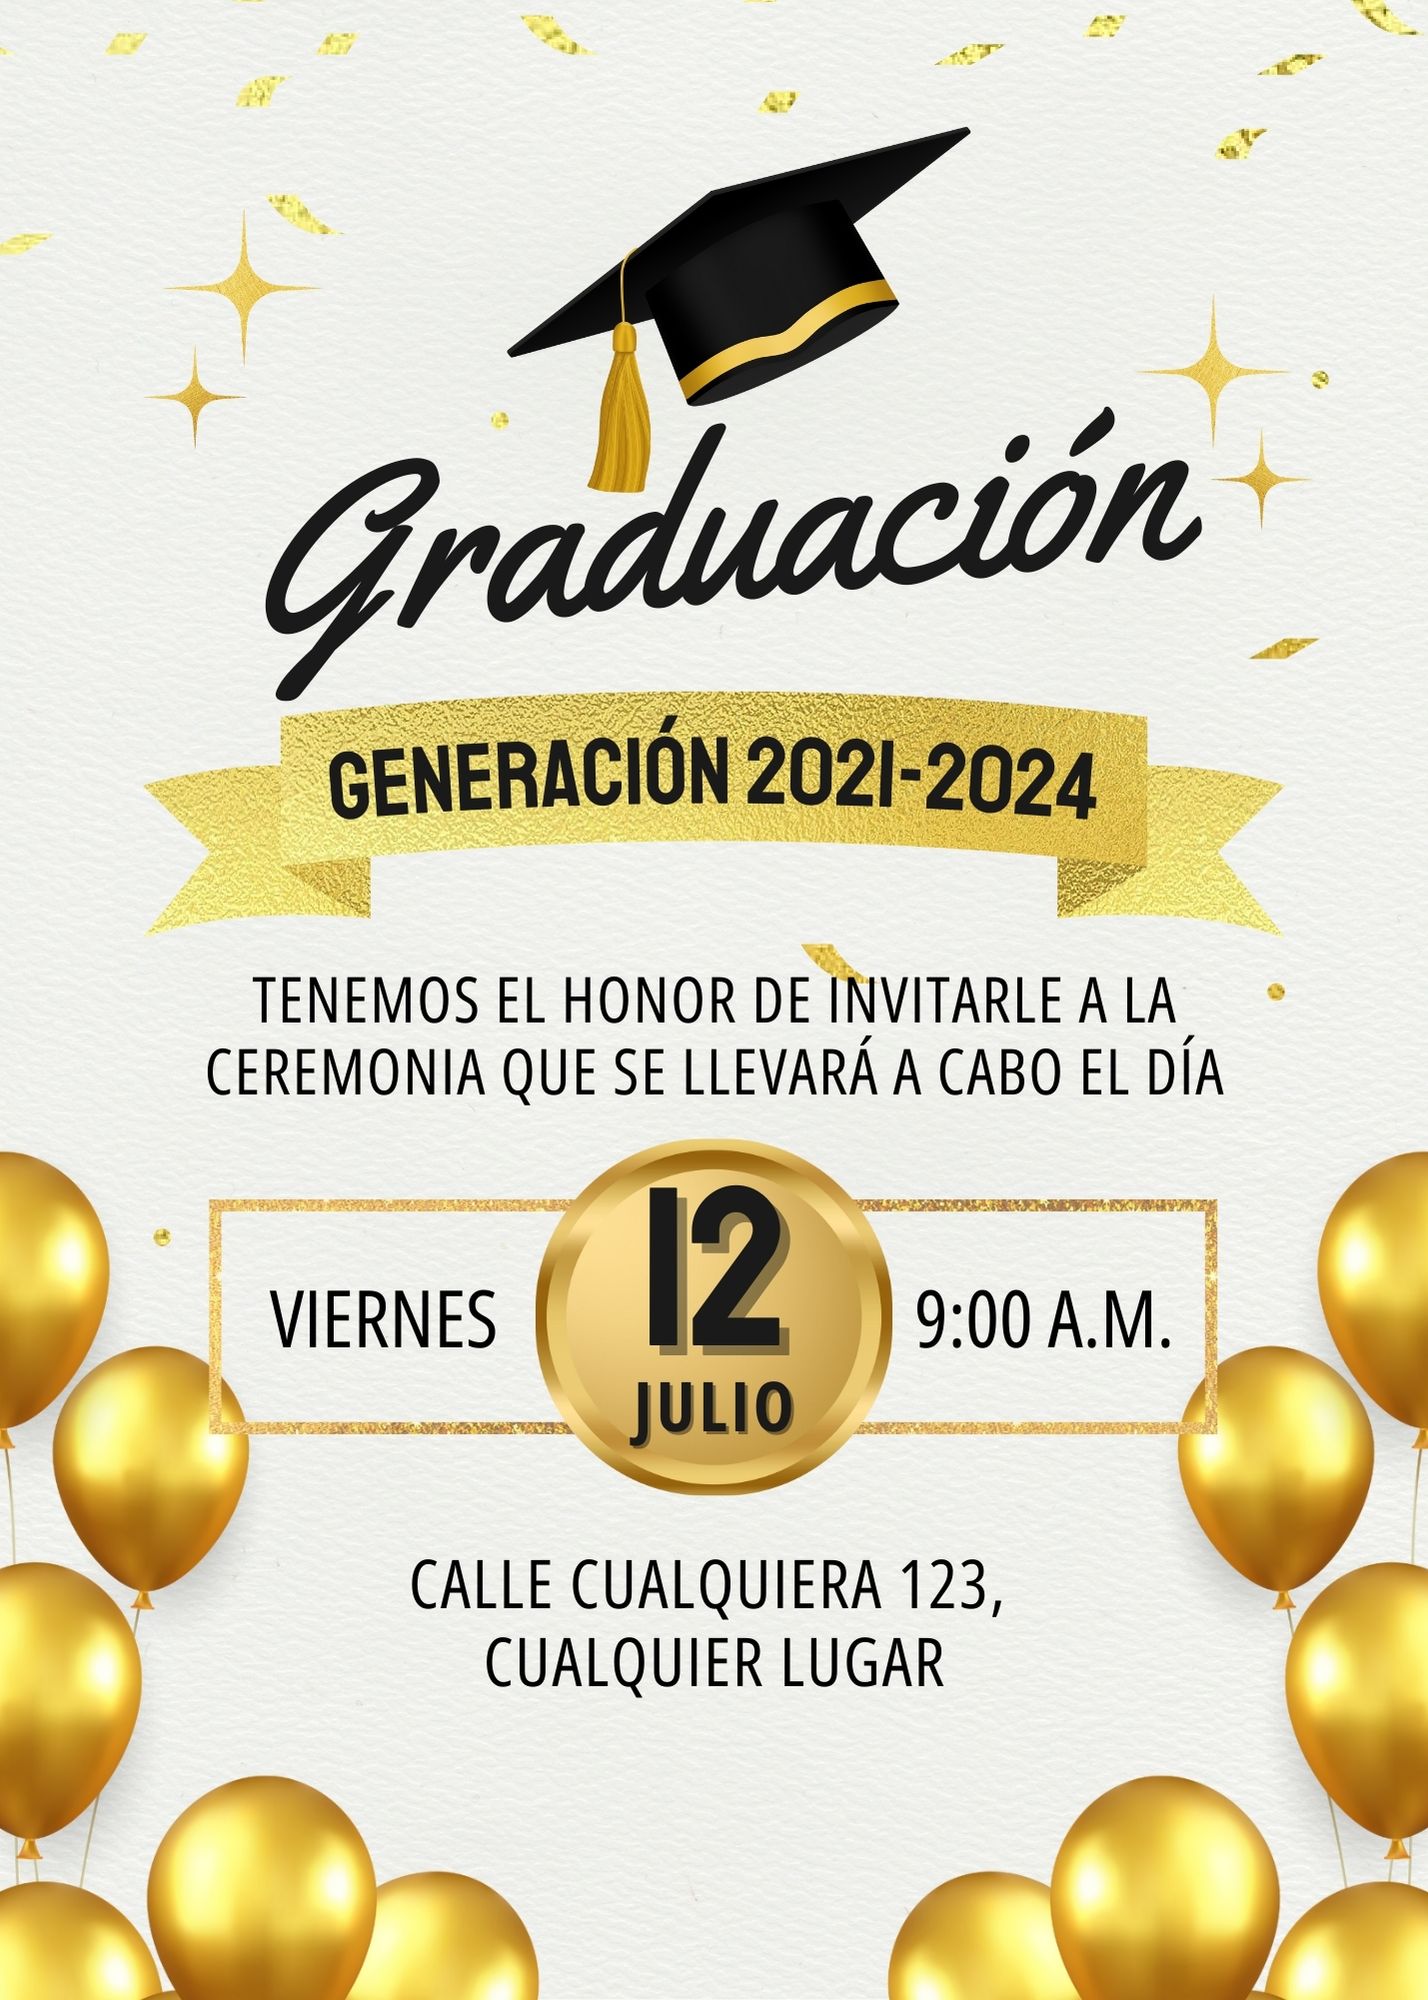 Graduación
GENERACIÓN 2021-2024
TENEMOS EL HONOR DE INVITARLE A LA
CEREMONIA QUE SE LLEVARÁ A CABO EL DÍA
VIERNES
12
JULIO
9:00 A.M.
CALLE CUALQUIERA 123,
CUALQUIER LUGAR